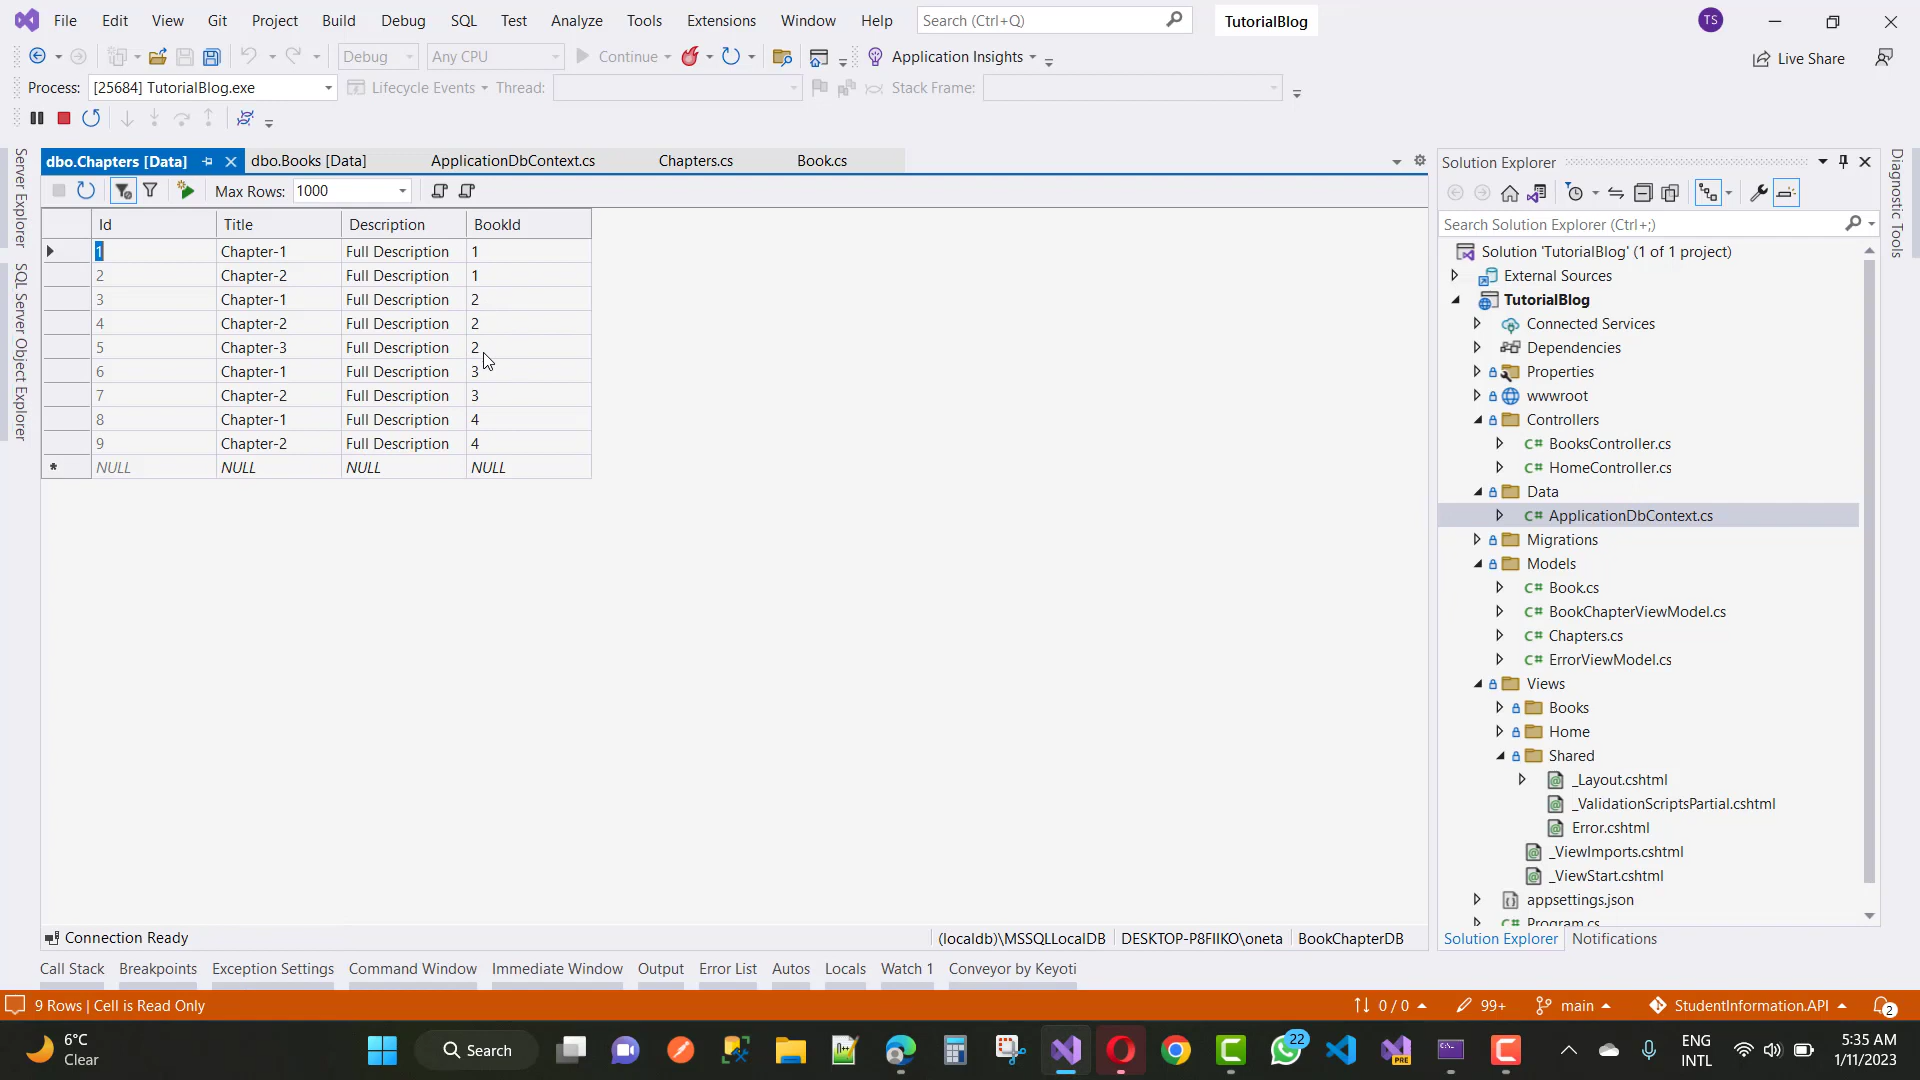 File Edit View Git Project Build Debug SQL Test Analyze Tools Extensions Window Help Search (Ctrl+Q) TutorialBlog TS
Debug Any CPU Continue Application Insights Live Share
Process: [25684] TutorialBlog.exe Lifecycle Events Thread: Stack Frame:
Server Explorer
SQL Server Object Explorer
dbo.Chapters [Data] dbo.Books [Data] ApplicationDbContext.cs Chapters.cs Book.cs
Max Rows: 1000
Id Title Description BookId
1 Chapter-1 Full Description 1
2 Chapter-2 Full Description 1
3 Chapter-1 Full Description 2
4 Chapter-2 Full Description 2
5 Chapter-3 Full Description 2
6 Chapter-1 Full Description 3
7 Chapter-2 Full Description 3
8 Chapter-1 Full Description 4
9 Chapter-2 Full Description 4
NULL NULL NULL NULL
Connection Ready (localdb)\MSSQLLocalDB DESKTOP-P8FIIKO\oneta BookChapterDB
Solution Explorer
Search Solution Explorer (Ctrl+;)
Solution 'TutorialBlog' (1 of 1 project)
External Sources
TutorialBlog
Connected Services
Dependencies
Properties
wwwroot
Controllers
C# BooksController.cs
C# HomeController.cs
Data
C# ApplicationDbContext.cs
Migrations
Models
C# Book.cs
C# BookChapterViewModel.cs
C# Chapters.cs
C# ErrorViewModel.cs
Views
Books
Home
Shared
_Layout.cshtml
_ValidationScriptsPartial.cshtml
Error.cshtml
_ViewImports.cshtml
_ViewStart.cshtml
appsettings.json
C# Program.cs
Solution Explorer Notifications
Diagnostic Tools
Call Stack Breakpoints Exception Settings Command Window Immediate Window Output Error List Autos Locals Watch 1 Conveyor by Keyoti
9 Rows | Cell is Read Only 0 / 0 99+ main StudentInformation.API 2
6°C
Clear
Search
22
PRE
ENG
INTL
5:35 AM
1/11/2023